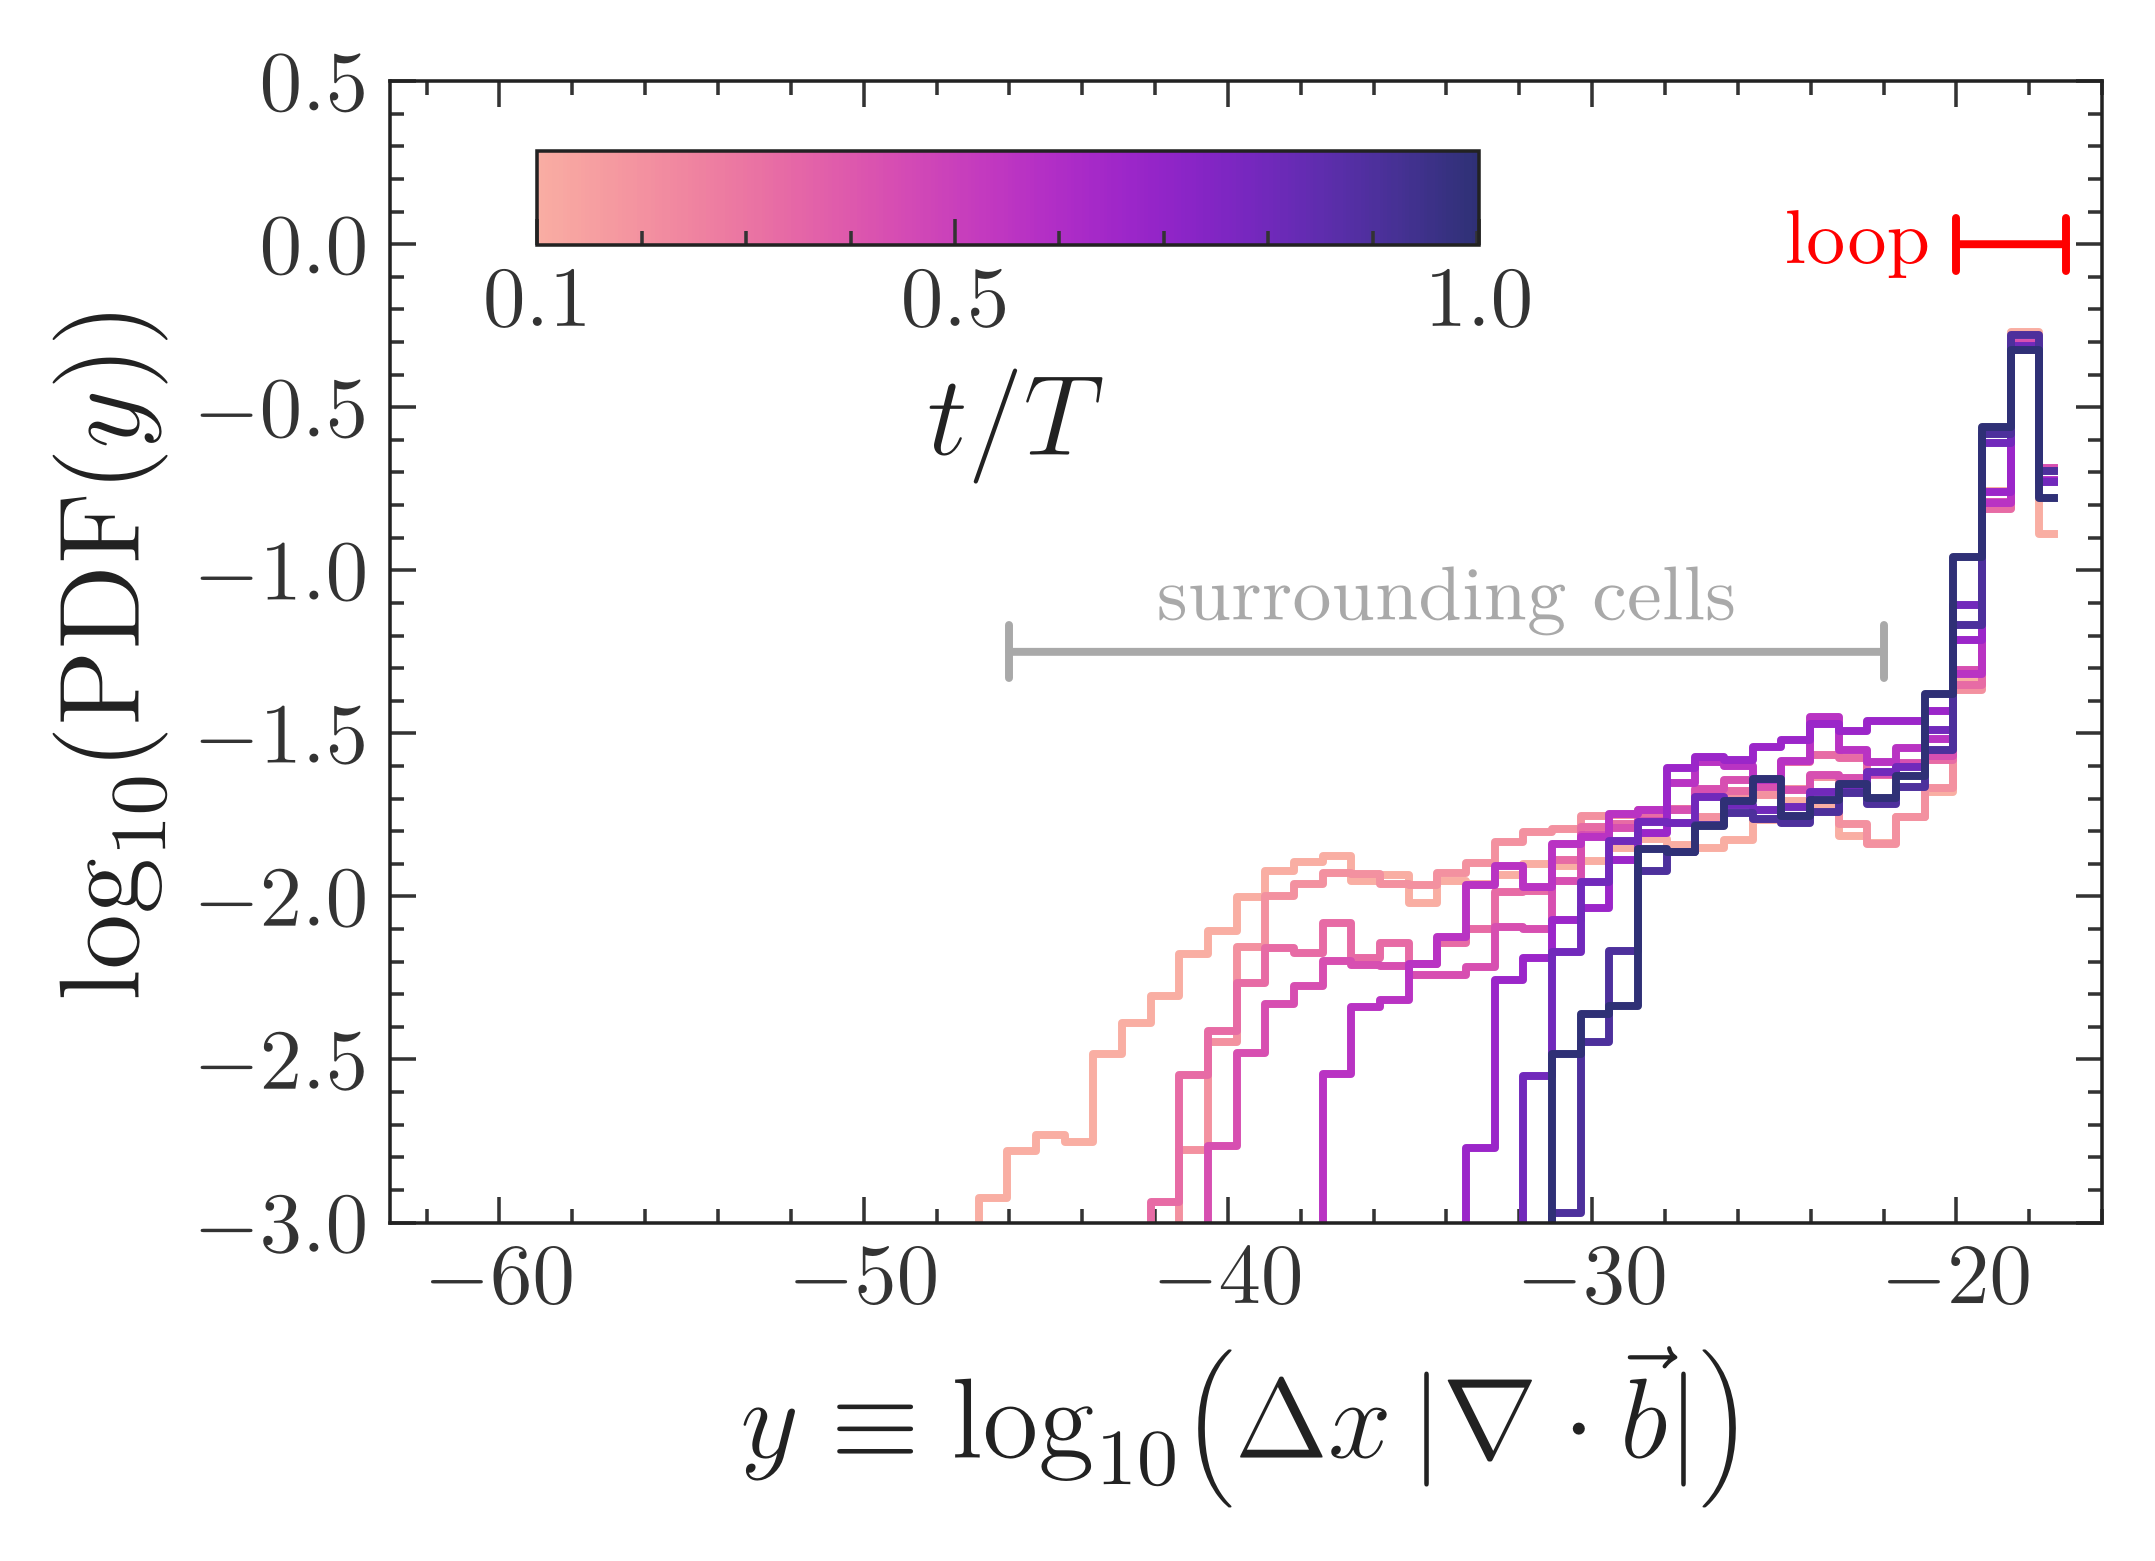 0.5
0.0
−0.5
−1.0
−1.5
−2.0
−2.5
−3.0
log₁₀(PDF(y))
0.1 0.5 1.0
t/T
loop
surrounding cells
−60 −50 −40 −30 −20
y ≡ log₁₀(Δx |∇ · b⃗|)